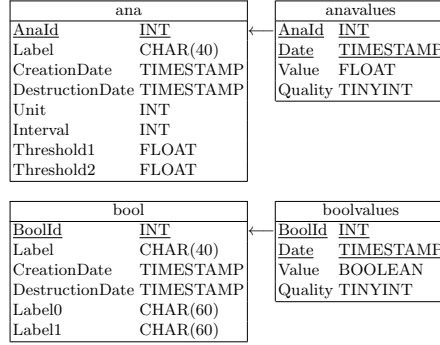 ana
AnaId INT
Label CHAR(40)
CreationDate TIMESTAMP
DestructionDate TIMESTAMP
Unit INT
Interval INT
Threshold1 FLOAT
Threshold2 FLOAT
anavalues
AnaId INT
Date TIMESTAMP
Value FLOAT
Quality TINYINT
bool
BoolId INT
Label CHAR(40)
CreationDate TIMESTAMP
DestructionDate TIMESTAMP
Label0 CHAR(60)
Label1 CHAR(60)
boolvalues
BoolId INT
Date TIMESTAMP
Value BOOLEAN
Quality TINYINT